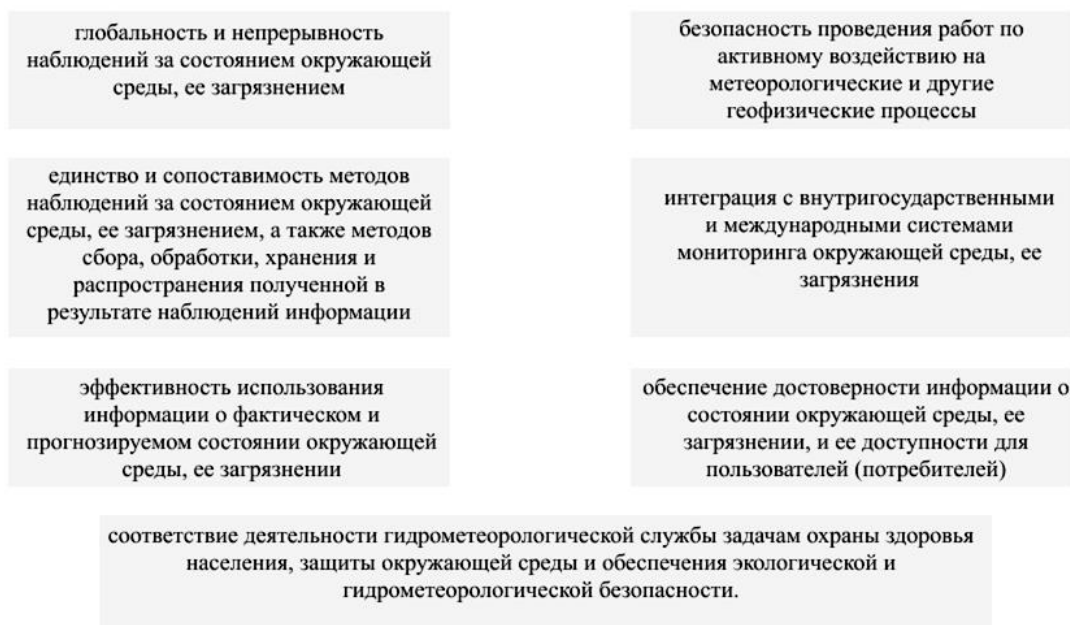 глобальность и непрерывность
наблюдений за состоянием окружающей
среды, ее загрязнением
безопасность проведения работ по
активному воздействию на
метеорологические и другие
геофизические процессы
единство и сопоставимость методов
наблюдений за состоянием окружающей
среды, ее загрязнением, а также методов
сбора, обработки, хранения и
распространения полученной в
результате наблюдений информации
интеграция с внутригосударственными
и международными системами
мониторинга окружающей среды, ее
загрязнения
эффективность использования
информации о фактическом и
прогнозируемом состоянии окружающей
среды, ее загрязнении
обеспечение достоверности информации о
состоянии окружающей среды, ее
загрязнении, и ее доступности для
пользователей (потребителей)
соответствие деятельности гидрометеорологической службы задачам охраны здоровья
населения, защиты окружающей среды и обеспечения экологической и
гидрометеорологической безопасности.